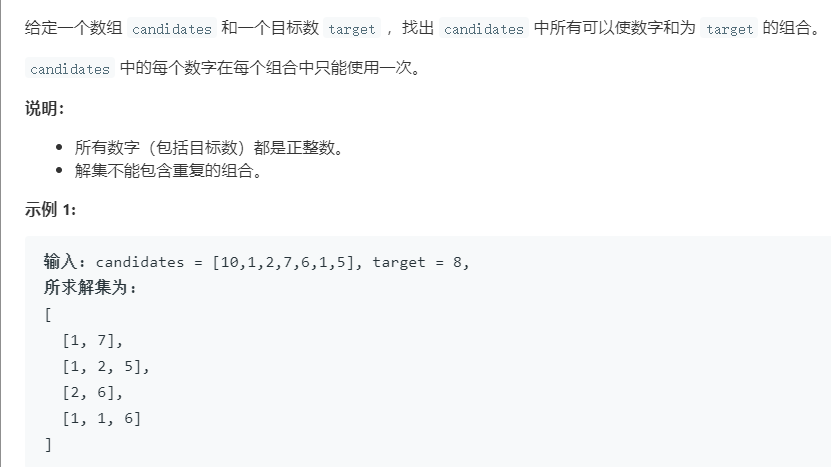 给定一个数组 candidates 和一个目标数 target ，找出 candidates 中所有可以使数字和为 target 的组合。
candidates 中的每个数字在每个组合中只能使用一次。
说明：
• 所有数字（包括目标数）都是正整数。
• 解集不能包含重复的组合。
示例 1:
输入: candidates = [10,1,2,7,6,1,5], target = 8,
所求解集为:
[
[1, 7],
[1, 2, 5],
[2, 6],
[1, 1, 6]
]